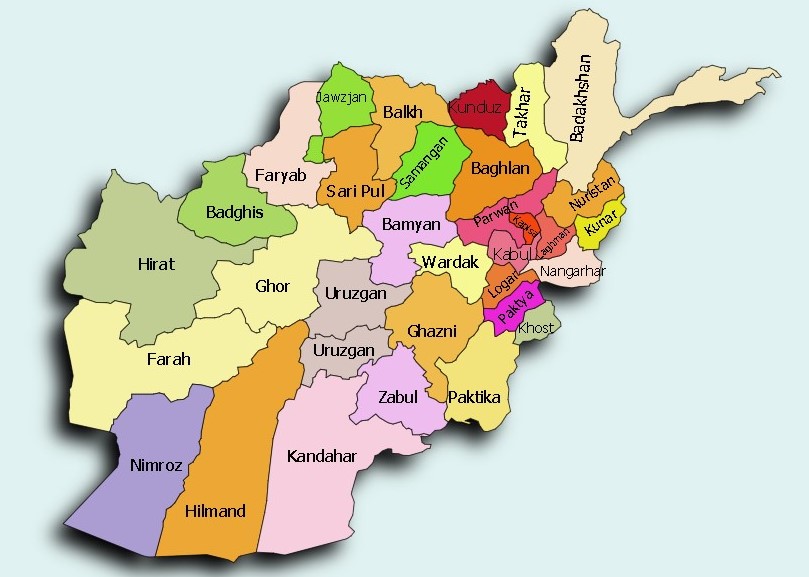 Jawzjan
Balkh
Kunduz
Takhar
Badakhshan
Faryab
Sari Pul
Samangan
Baghlan
Badghis
Bamyan
Parwan
Kapisa
Nuristan
Kunar
Laghman
Hirat
Ghor
Wardak
Kabul
Nangarhar
Uruzgan
Logar
Paktya
Khost
Ghazni
Farah
Uruzgan
Zabul
Paktika
Nimroz
Kandahar
Hilmand